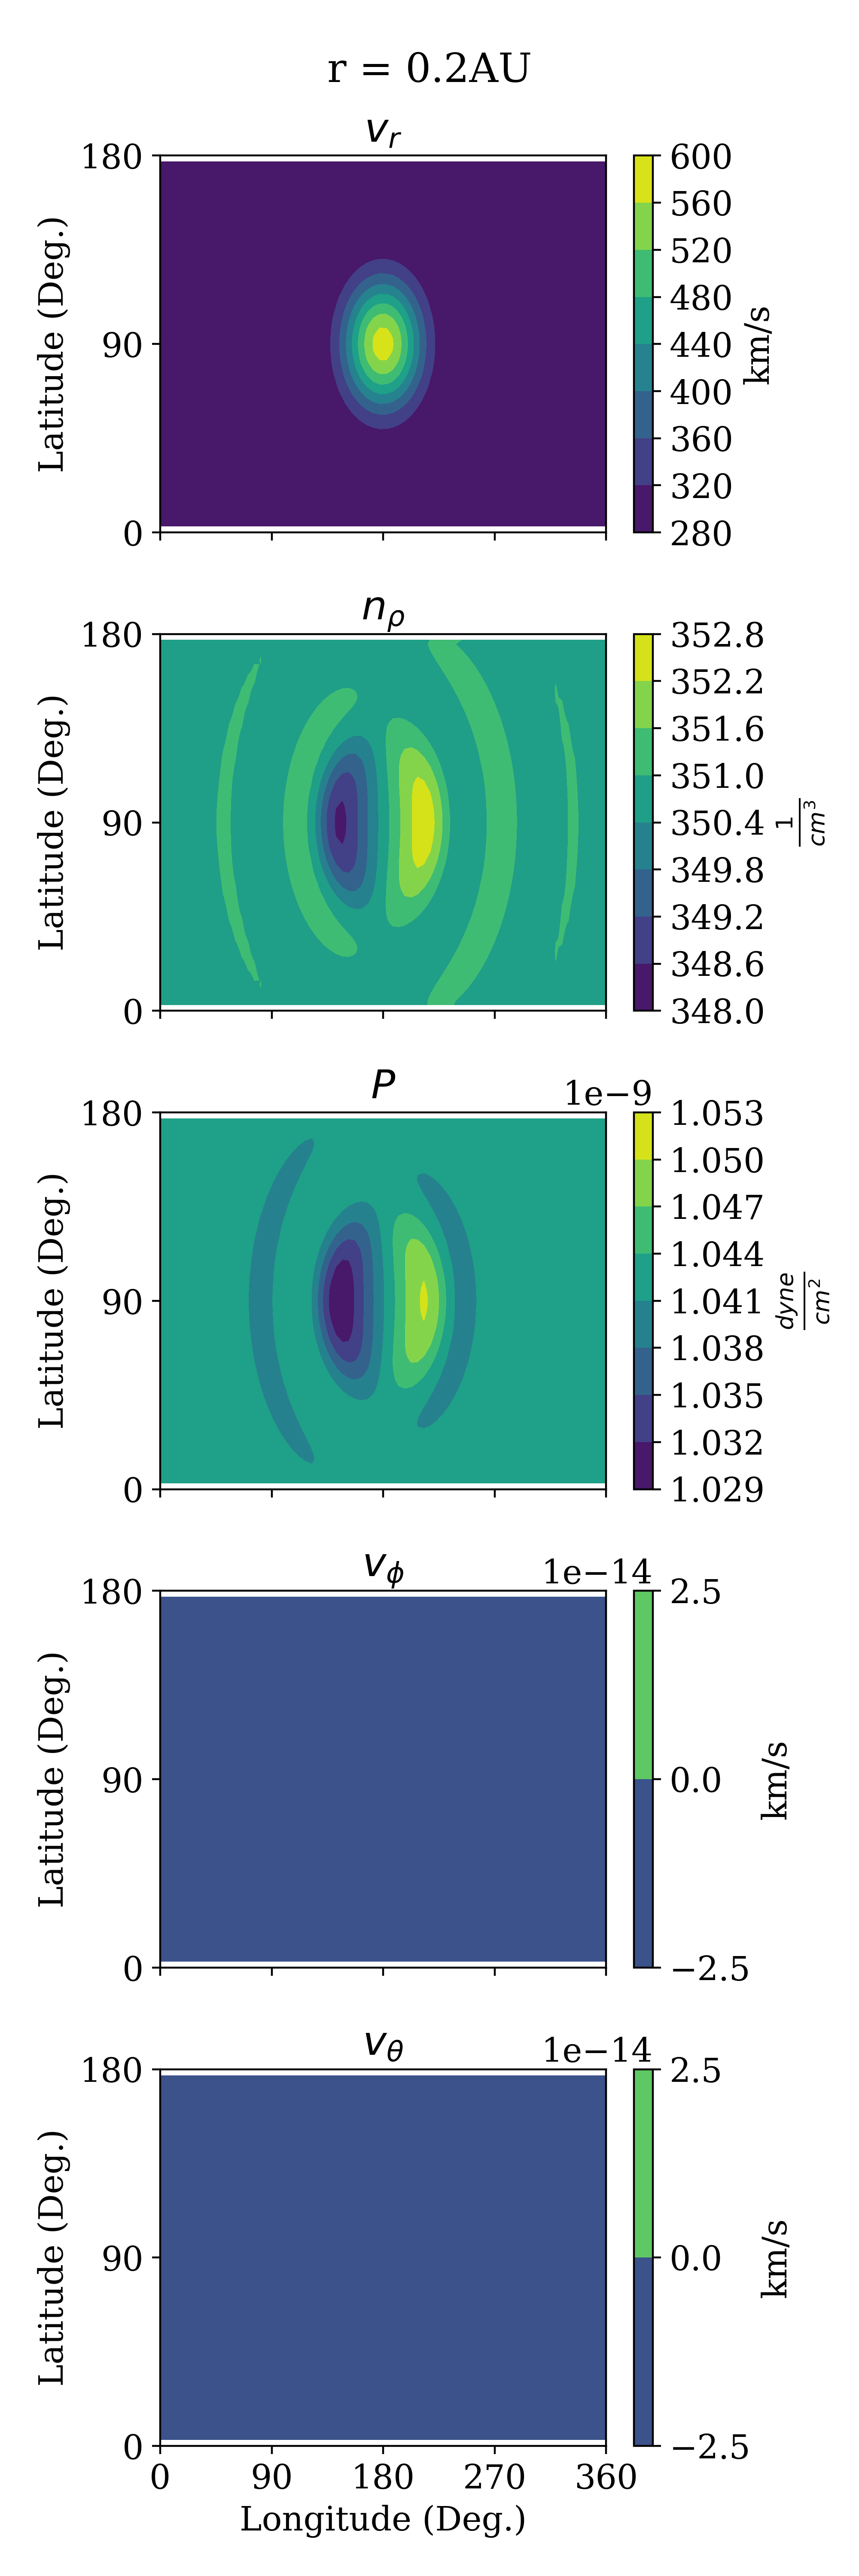 r = 0.2AU
v_r
180
90
0
Latitude (Deg.)
600
560
520
480
440
400
360
320
280
km/s
n_ρ
180
90
0
Latitude (Deg.)
352.8
352.2
351.6
351.0
350.4
349.8
349.2
348.6
348.0
1/cm³
P
180
90
0
Latitude (Deg.)
1e−9
1.053
1.050
1.047
1.044
1.041
1.038
1.035
1.032
1.029
dyne/cm²
v_ϕ
180
90
0
Latitude (Deg.)
1e−14
2.5
0.0
−2.5
km/s
v_θ
180
90
0
Latitude (Deg.)
1e−14
2.5
0.0
−2.5
km/s
0 90 180 270 360
Longitude (Deg.)